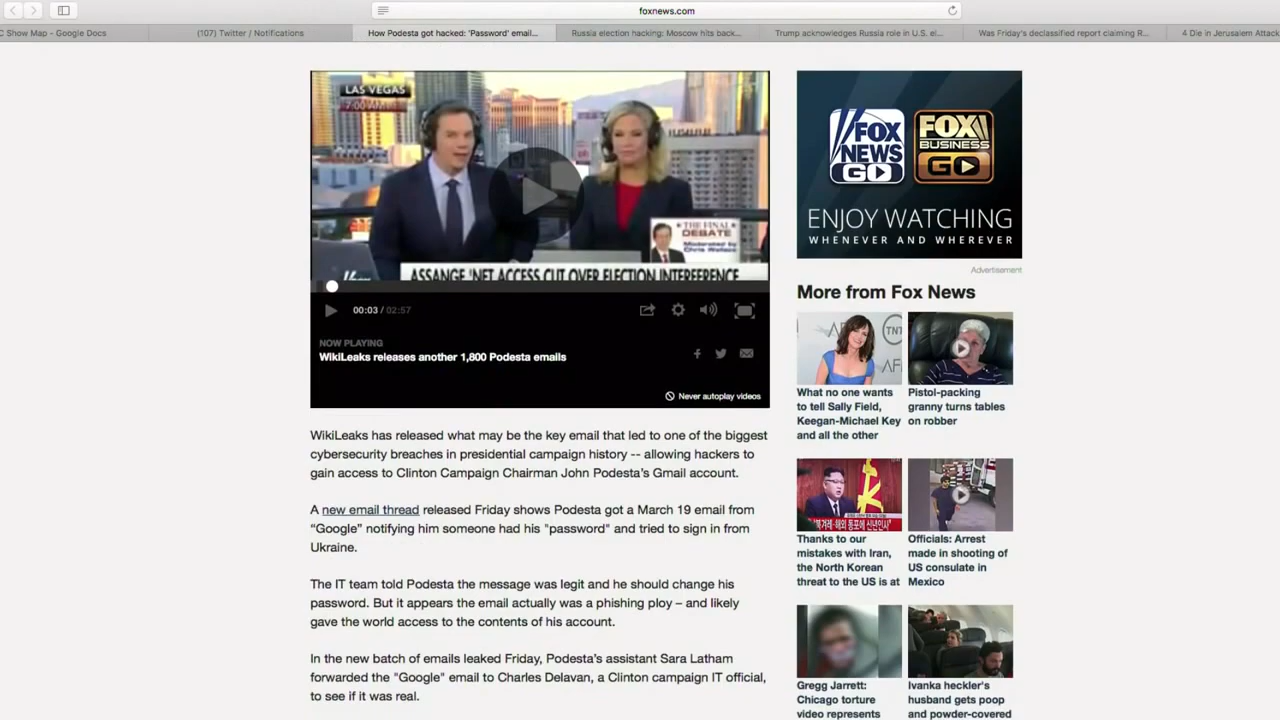 foxnews.com
C Show Map - Google Docs
(107) Twitter / Notifications
How Podesta got hacked: 'Password' email...
Russia election hacking: Moscow hits back...
Trump acknowledges Russia role in U.S. el...
Was Friday's declassified report claiming R...
4 Die in Jerusalem Attack
LAS VEGAS
7:00 AM
THE FINAL
DEBATE
Moderated by
Chris Wallace
ASSANGE 'NET ACCESS CUT OVER ELECTION INTERFERENCE
00:03 / 02:57
NOW PLAYING
WikiLeaks releases another 1,800 Podesta emails
Never autoplay videos
WikiLeaks has released what may be the key email that led to one of the biggest
cybersecurity breaches in presidential campaign history -- allowing hackers to
gain access to Clinton Campaign Chairman John Podesta's Gmail account.
A new email thread released Friday shows Podesta got a March 19 email from
“Google” notifying him someone had his "password" and tried to sign in from
Ukraine.
The IT team told Podesta the message was legit and he should change his
password. But it appears the email actually was a phishing ploy – and likely
gave the world access to the contents of his account.
In the new batch of emails leaked Friday, Podesta's assistant Sara Latham
forwarded the "Google" email to Charles Delavan, a Clinton campaign IT official,
to see if it was real.
FOX
NEWS
GO
FOX
BUSINESS
GO
ENJOY WATCHING
WHENEVER AND WHEREVER
Advertisement
More from Fox News
TNT
AFI
What no one wants
to tell Sally Field,
Keegan-Michael Key
and all the other
Pistol-packing
granny turns tables
on robber
Thanks to our
mistakes with Iran,
the North Korean
threat to the US is at
Officials: Arrest
made in shooting of
US consulate in
Mexico
Gregg Jarrett:
Chicago torture
video represents
Ivanka heckler's
husband gets poop
and powder-covered